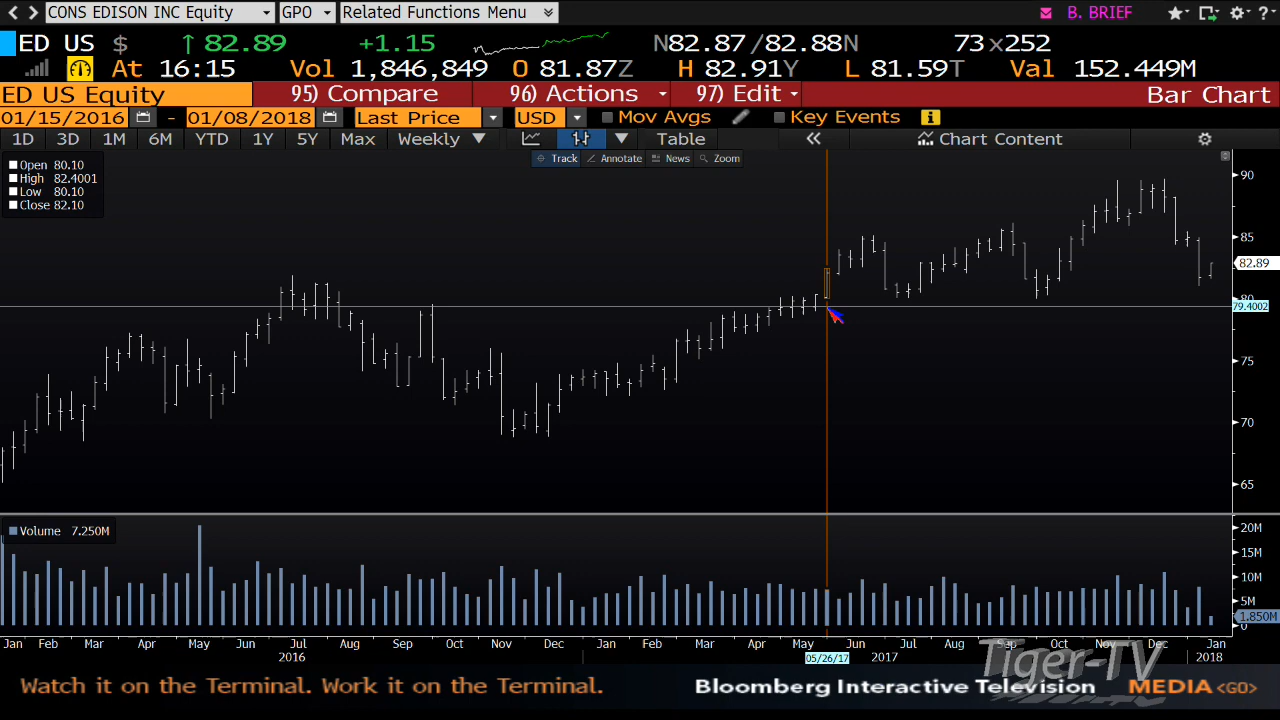 CONS EDISON INC Equity GPO Related Functions Menu B. BRIEF
ED US $ ↑ 82.89 +1.15 N82.87/82.88N 73x252
At 16:15 Vol 1,846,849 O 81.87Z H 82.91Y L 81.59T Val 152.449M
ED US Equity 95) Compare 96) Actions 97) Edit Bar Chart
01/15/2016 - 01/08/2018 Last Price USD Mov Avgs Key Events
1D 3D 1M 6M YTD 1Y 5Y Max Weekly Table Chart Content
Track Annotate News Zoom
Open 80.10
High 82.4001
Low 80.10
Close 82.10
90
85
82.89
80
79.4002
75
70
65
Volume 7.250M
20M
15M
10M
5M
1.850M
0
Jan Feb Mar Apr May Jun Jul Aug Sep Oct Nov Dec Jan Feb Mar Apr May Jun Jul Aug Sep Oct Nov Dec Jan
2016 05/26/17 2017 2018
Tiger-TV
Watch it on the Terminal. Work it on the Terminal. Bloomberg Interactive Television MEDIA <GO>